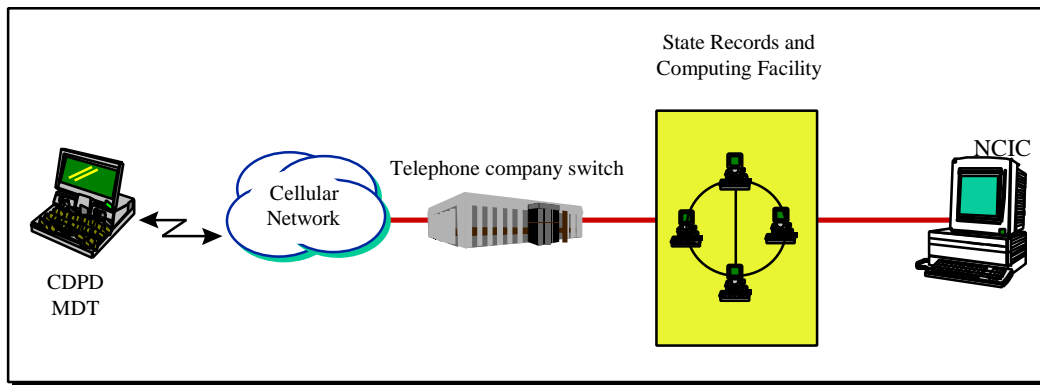 State Records and
Computing Facility
NCIC
Telephone company switch
Cellular
Network
CDPD
MDT